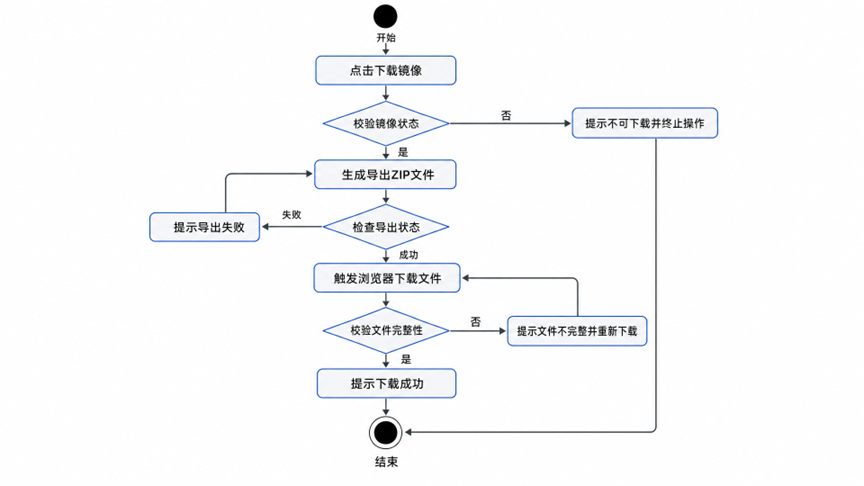 开始
点击下载镜像
校验镜像状态
否
提示不可下载并终止操作
是
生成导出ZIP文件
提示导出失败
失败
检查导出状态
成功
触发浏览器下载文件
校验文件完整性
否
提示文件不完整并重新下载
是
提示下载成功
结束